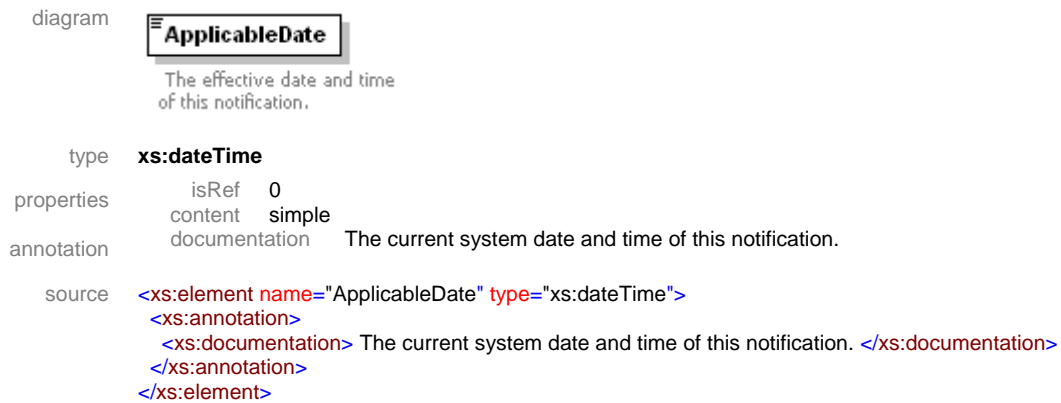 diagram
ApplicableDate
The effective date and time
of this notification.
type xs:dateTime
properties isRef 0
content simple
annotation documentation The current system date and time of this notification.
source <xs:element name="ApplicableDate" type="xs:dateTime">
<xs:annotation>
<xs:documentation> The current system date and time of this notification. </xs:documentation>
</xs:annotation>
</xs:element>